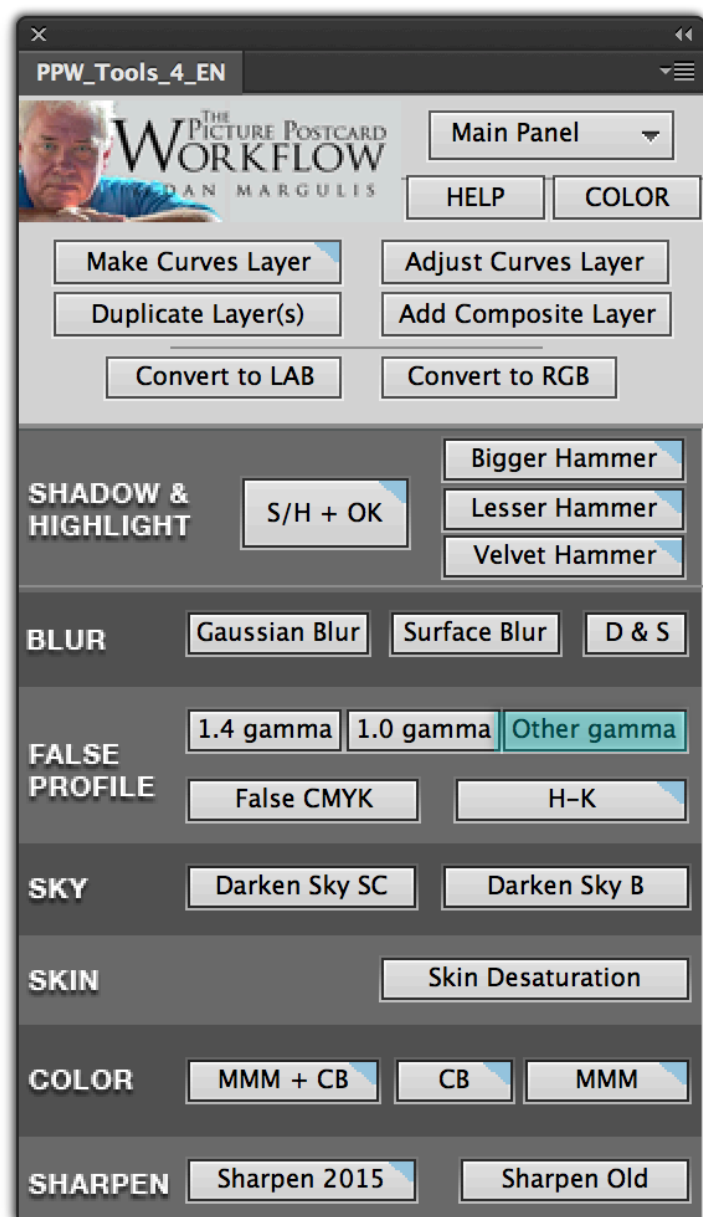 PPW_Tools_4_EN
THE
PICTURE POSTCARD
WORKFLOW
DAN MARGULIS
Main Panel
HELP COLOR
Make Curves Layer Adjust Curves Layer
Duplicate Layer(s) Add Composite Layer
Convert to LAB Convert to RGB
SHADOW &
HIGHLIGHT
S/H + OK
Bigger Hammer
Lesser Hammer
Velvet Hammer
BLUR Gaussian Blur Surface Blur D & S
FALSE
PROFILE
1.4 gamma 1.0 gamma Other gamma
False CMYK H-K
SKY Darken Sky SC Darken Sky B
SKIN Skin Desaturation
COLOR MMM + CB CB MMM
SHARPEN Sharpen 2015 Sharpen Old